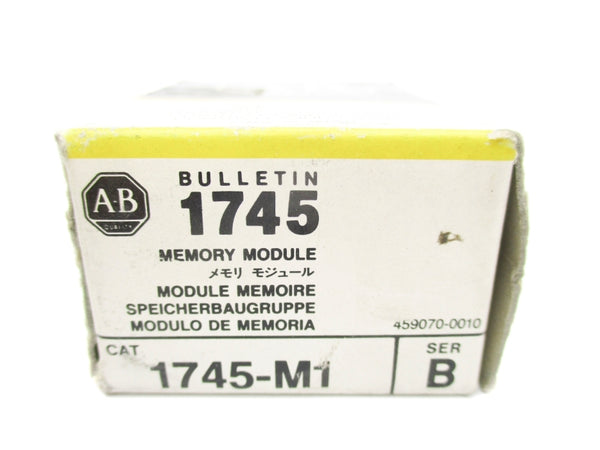 A-B
QUALITY
BULLETIN
1745
MEMORY MODULE
メモリ モジュール
MODULE MEMOIRE
SPEICHERBAUGRUPPE
MODULO DE MEMORIA
459070-0010
CAT
1745-M1
SER
B